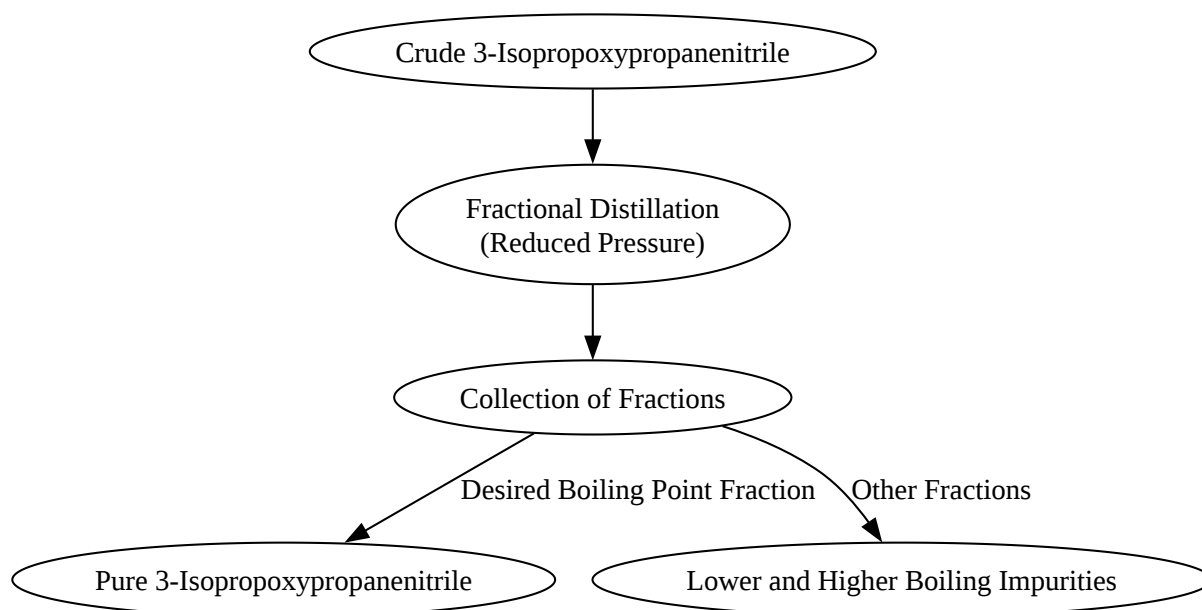 Crude 3-Isopropoxypropanenitrile
Fractional Distillation
(Reduced Pressure)
Collection of Fractions
Desired Boiling Point Fraction
Other Fractions
Pure 3-Isopropoxypropanenitrile
Lower and Higher Boiling Impurities